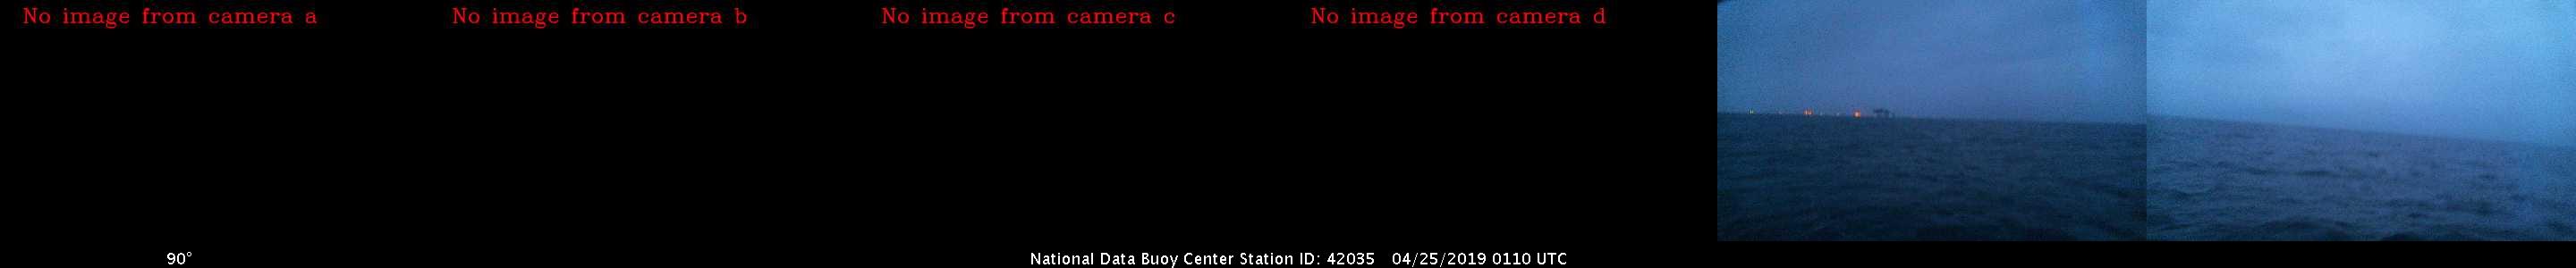 No image from camera a
No image from camera b
No image from camera c
No image from camera d
90°
National Data Buoy Center Station ID: 42035 04/25/2019 0110 UTC